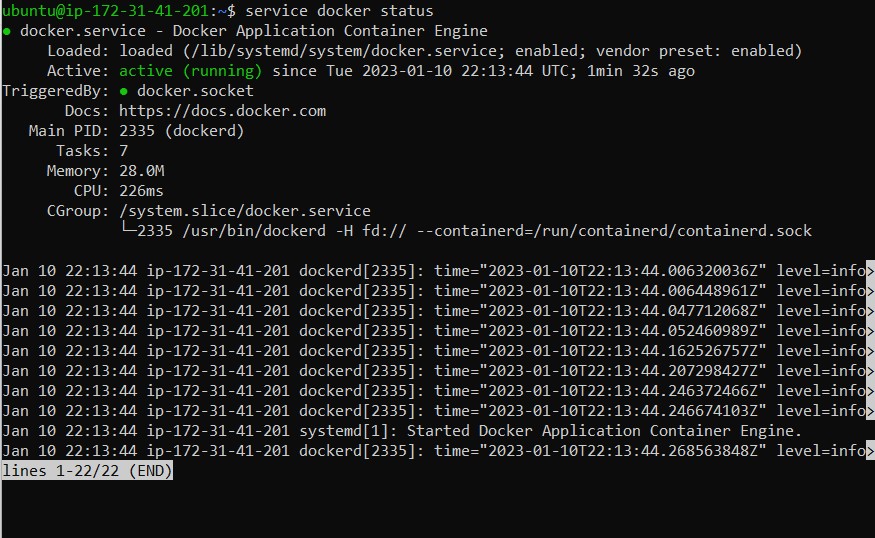 ubuntu@ip-172-31-41-201:~$ service docker status
● docker.service - Docker Application Container Engine
     Loaded: loaded (/lib/systemd/system/docker.service; enabled; vendor preset: enabled)
     Active: active (running) since Tue 2023-01-10 22:13:44 UTC; 1min 32s ago
TriggeredBy: ● docker.socket
       Docs: https://docs.docker.com
   Main PID: 2335 (dockerd)
      Tasks: 7
     Memory: 28.0M
        CPU: 226ms
     CGroup: /system.slice/docker.service
             └─2335 /usr/bin/dockerd -H fd:// --containerd=/run/containerd/containerd.sock

Jan 10 22:13:44 ip-172-31-41-201 dockerd[2335]: time="2023-01-10T22:13:44.006320036Z" level=info>
Jan 10 22:13:44 ip-172-31-41-201 dockerd[2335]: time="2023-01-10T22:13:44.006448961Z" level=info>
Jan 10 22:13:44 ip-172-31-41-201 dockerd[2335]: time="2023-01-10T22:13:44.047712068Z" level=info>
Jan 10 22:13:44 ip-172-31-41-201 dockerd[2335]: time="2023-01-10T22:13:44.052460989Z" level=info>
Jan 10 22:13:44 ip-172-31-41-201 dockerd[2335]: time="2023-01-10T22:13:44.162526757Z" level=info>
Jan 10 22:13:44 ip-172-31-41-201 dockerd[2335]: time="2023-01-10T22:13:44.207298427Z" level=info>
Jan 10 22:13:44 ip-172-31-41-201 dockerd[2335]: time="2023-01-10T22:13:44.246372466Z" level=info>
Jan 10 22:13:44 ip-172-31-41-201 dockerd[2335]: time="2023-01-10T22:13:44.246674103Z" level=info>
Jan 10 22:13:44 ip-172-31-41-201 systemd[1]: Started Docker Application Container Engine.
Jan 10 22:13:44 ip-172-31-41-201 dockerd[2335]: time="2023-01-10T22:13:44.268563848Z" level=info>
lines 1-22/22 (END)